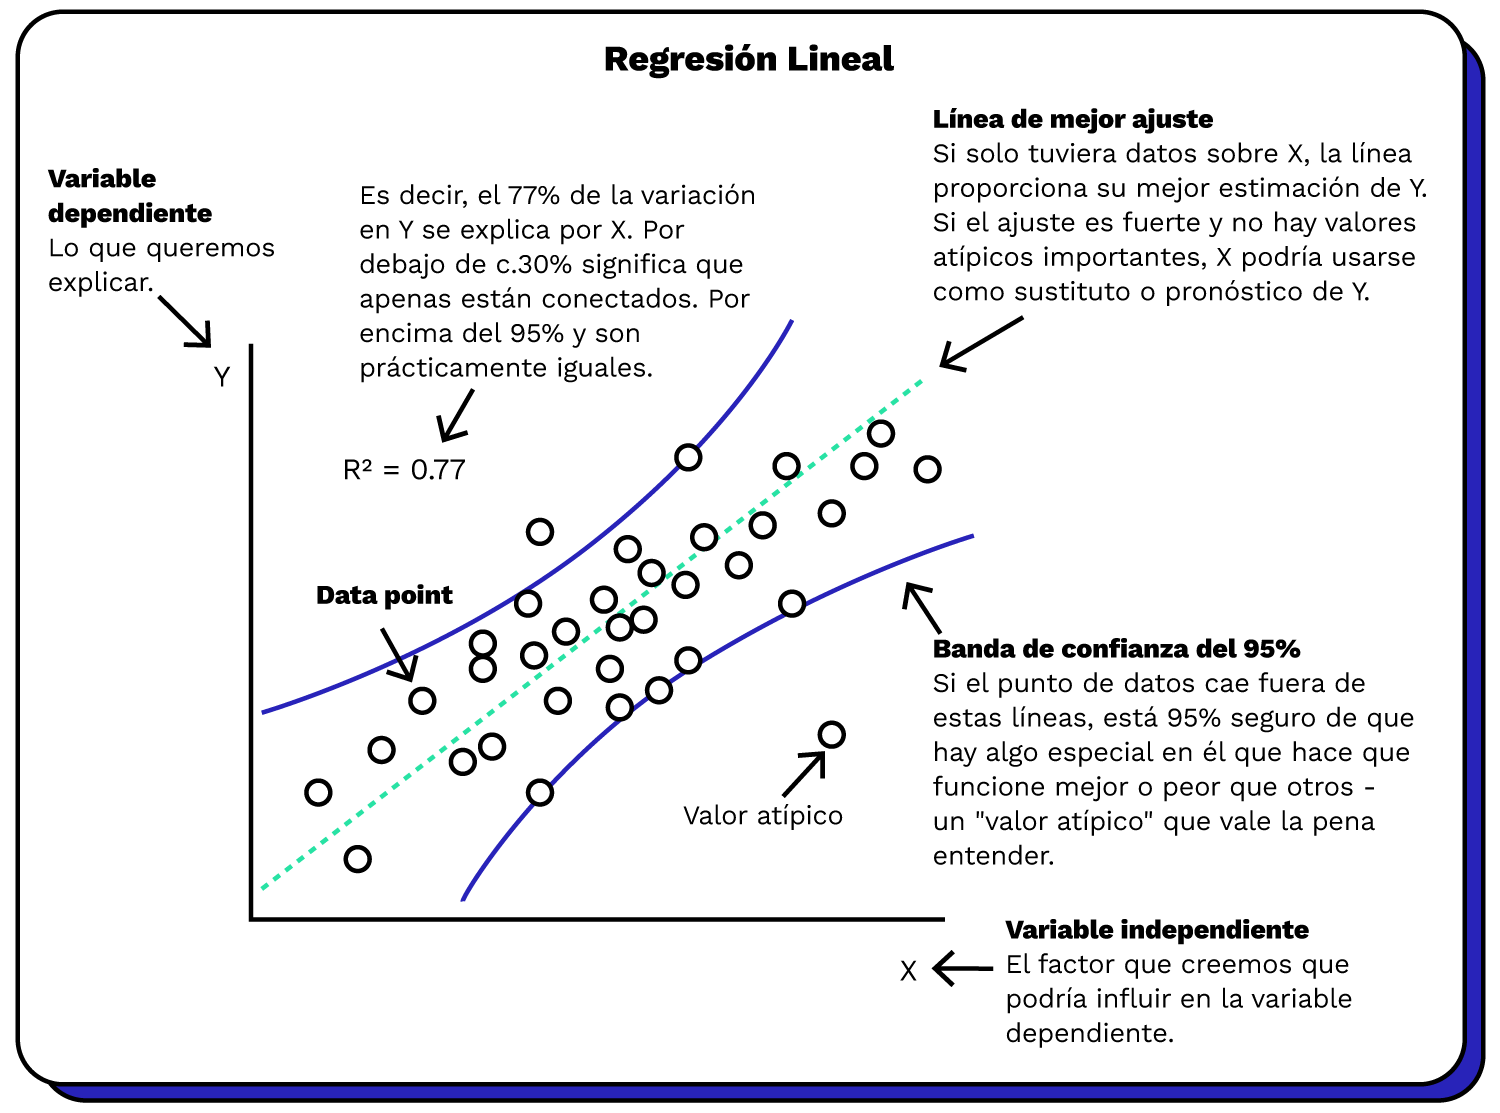 Regresión Lineal
Variable
dependiente
Lo que queremos
explicar.
Y
Es decir, el 77% de la variación
en Y se explica por X. Por
debajo de c.30% significa que
apenas están conectados. Por
encima del 95% y son
prácticamente iguales.
R² = 0.77
Línea de mejor ajuste
Si solo tuviera datos sobre X, la línea
proporciona su mejor estimación de Y.
Si el ajuste es fuerte y no hay valores
atípicos importantes, X podría usarse
como sustituto o pronóstico de Y.
Data point
Valor atípico
Banda de confianza del 95%
Si el punto de datos cae fuera de
estas líneas, está 95% seguro de que
hay algo especial en él que hace que
funcione mejor o peor que otros -
un "valor atípico" que vale la pena
entender.
X
Variable independiente
El factor que creemos que
podría influir en la variable
dependiente.